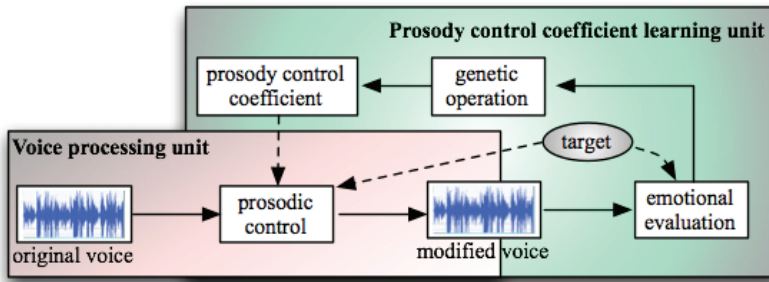 Prosody control coefficient learning unit
prosody control
coefficient
genetic
operation
Voice processing unit
target
prosodic
control
emotional
evaluation
original voice
modified voice